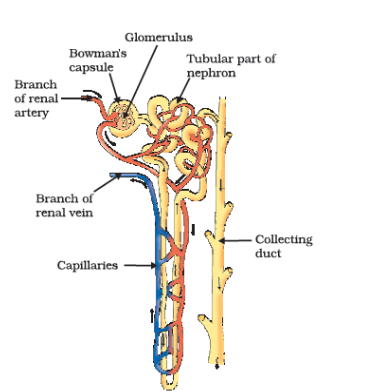 Glomerulus
Bowman's
capsule
Tubular part of
nephron
Branch
of renal
artery
Branch of
renal vein
Collecting
duct
Capillaries